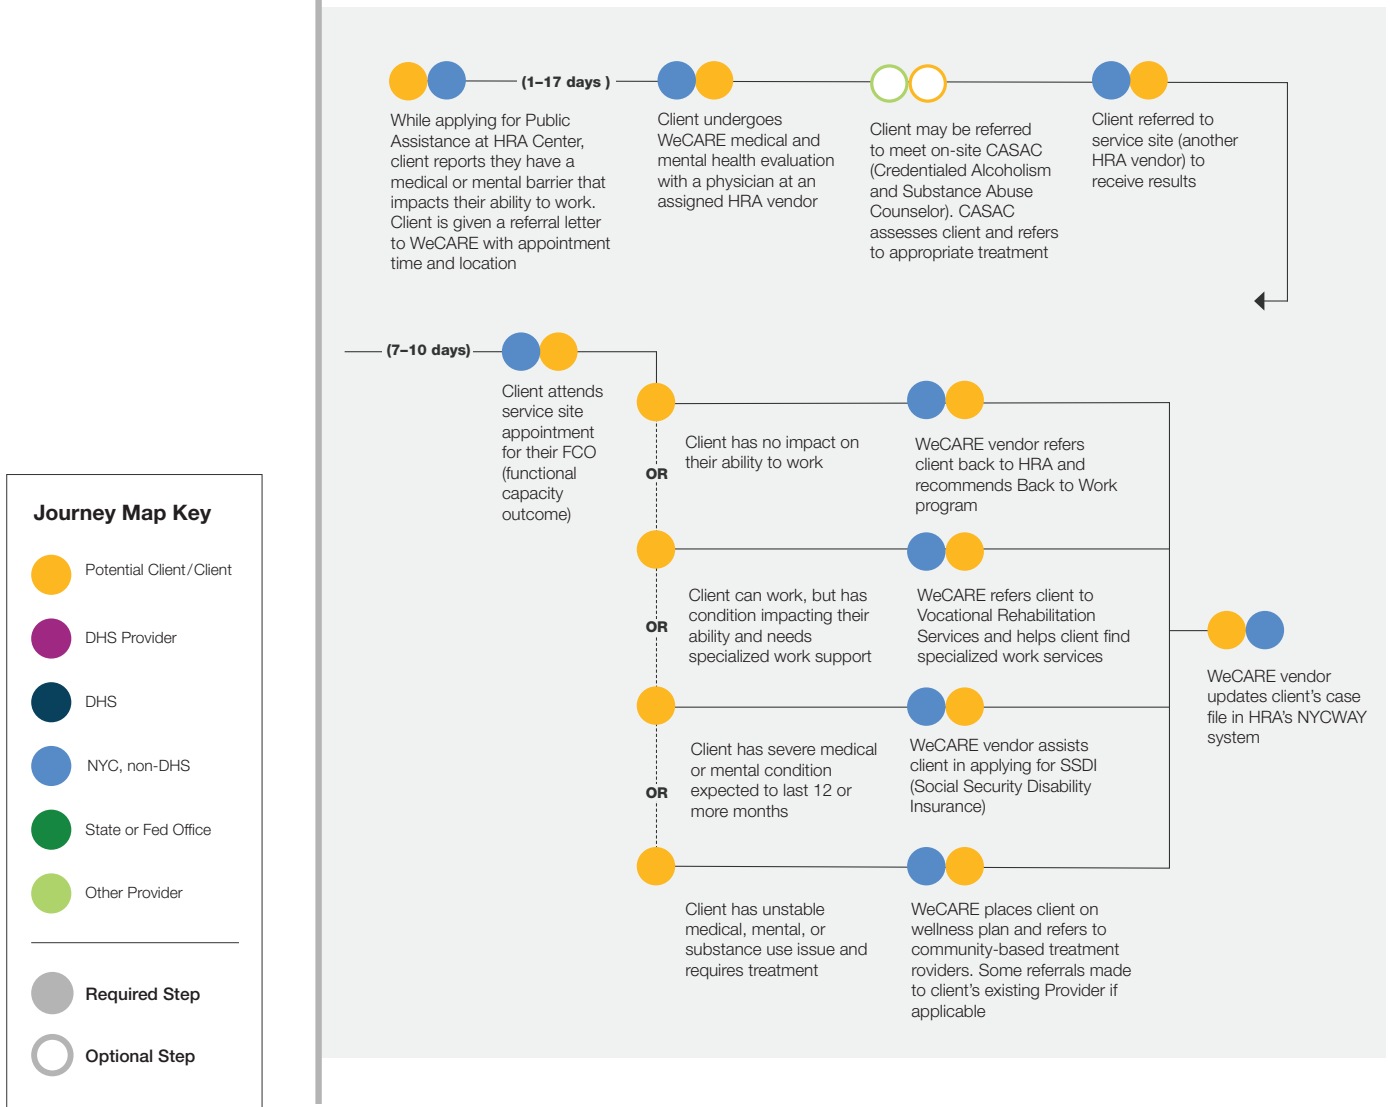 (1–17 days )
While applying for Public
Assistance at HRA Center,
client reports they have a
medical or mental barrier that
impacts their ability to work.
Client is given a referral letter
to WeCARE with appointment
time and location
Client undergoes
WeCARE medical and
mental health evaluation
with a physician at an
assigned HRA vendor
Client may be referred
to meet on-site CASAC
(Credentialed Alcoholism
and Substance Abuse
Counselor). CASAC
assesses client and refers
to appropriate treatment
Client referred to
service site (another
HRA vendor) to
receive results
(7–10 days)
Client attends
service site
appointment
for their FCO
(functional
capacity
outcome)
Client has no impact on
their ability to work
WeCARE vendor refers
client back to HRA and
recommends Back to Work
program
OR
Client can work, but has
condition impacting their
ability and needs
specialized work support
WeCARE refers client to
Vocational Rehabilitation
Services and helps client find
specialized work services
OR
Client has severe medical
or mental condition
expected to last 12 or
more months
WeCARE vendor assists
client in applying for SSDI
(Social Security Disability
Insurance)
OR
Client has unstable
medical, mental, or
substance use issue and
requires treatment
WeCARE places client on
wellness plan and refers to
community-based treatment
roviders. Some referrals made
to client's existing Provider if
applicable
WeCARE vendor
updates client's case
file in HRA's NYCWAY
system
Journey Map Key
Potential Client/Client
DHS Provider
DHS
NYC, non-DHS
State or Fed Office
Other Provider
Required Step
Optional Step